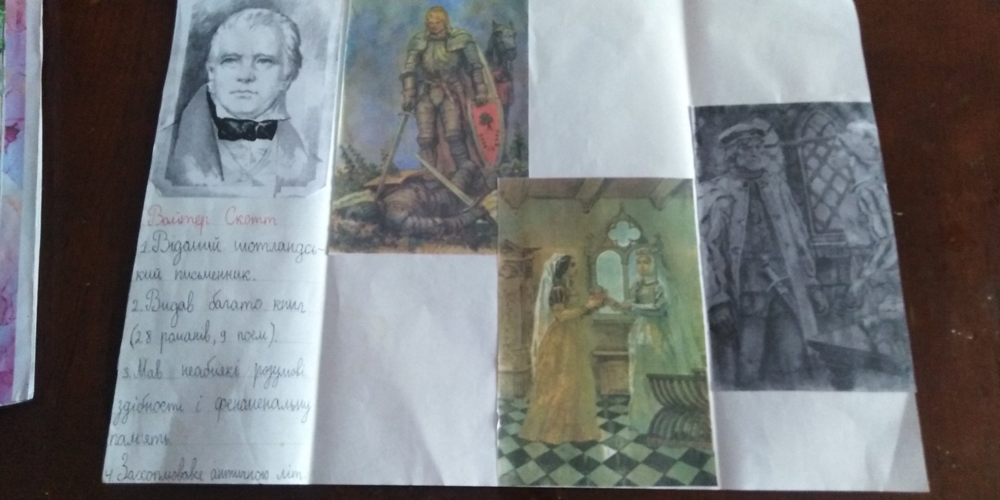 Вальтер Скотт
1. Відомий шотландсь-
кий письменник.
2. Видав багато книг
(28 романів, 9 поем).
3. Мав неабиякі розумові
здібності і феноменальну
пам'ять.
4. Захоплювався античною літ.